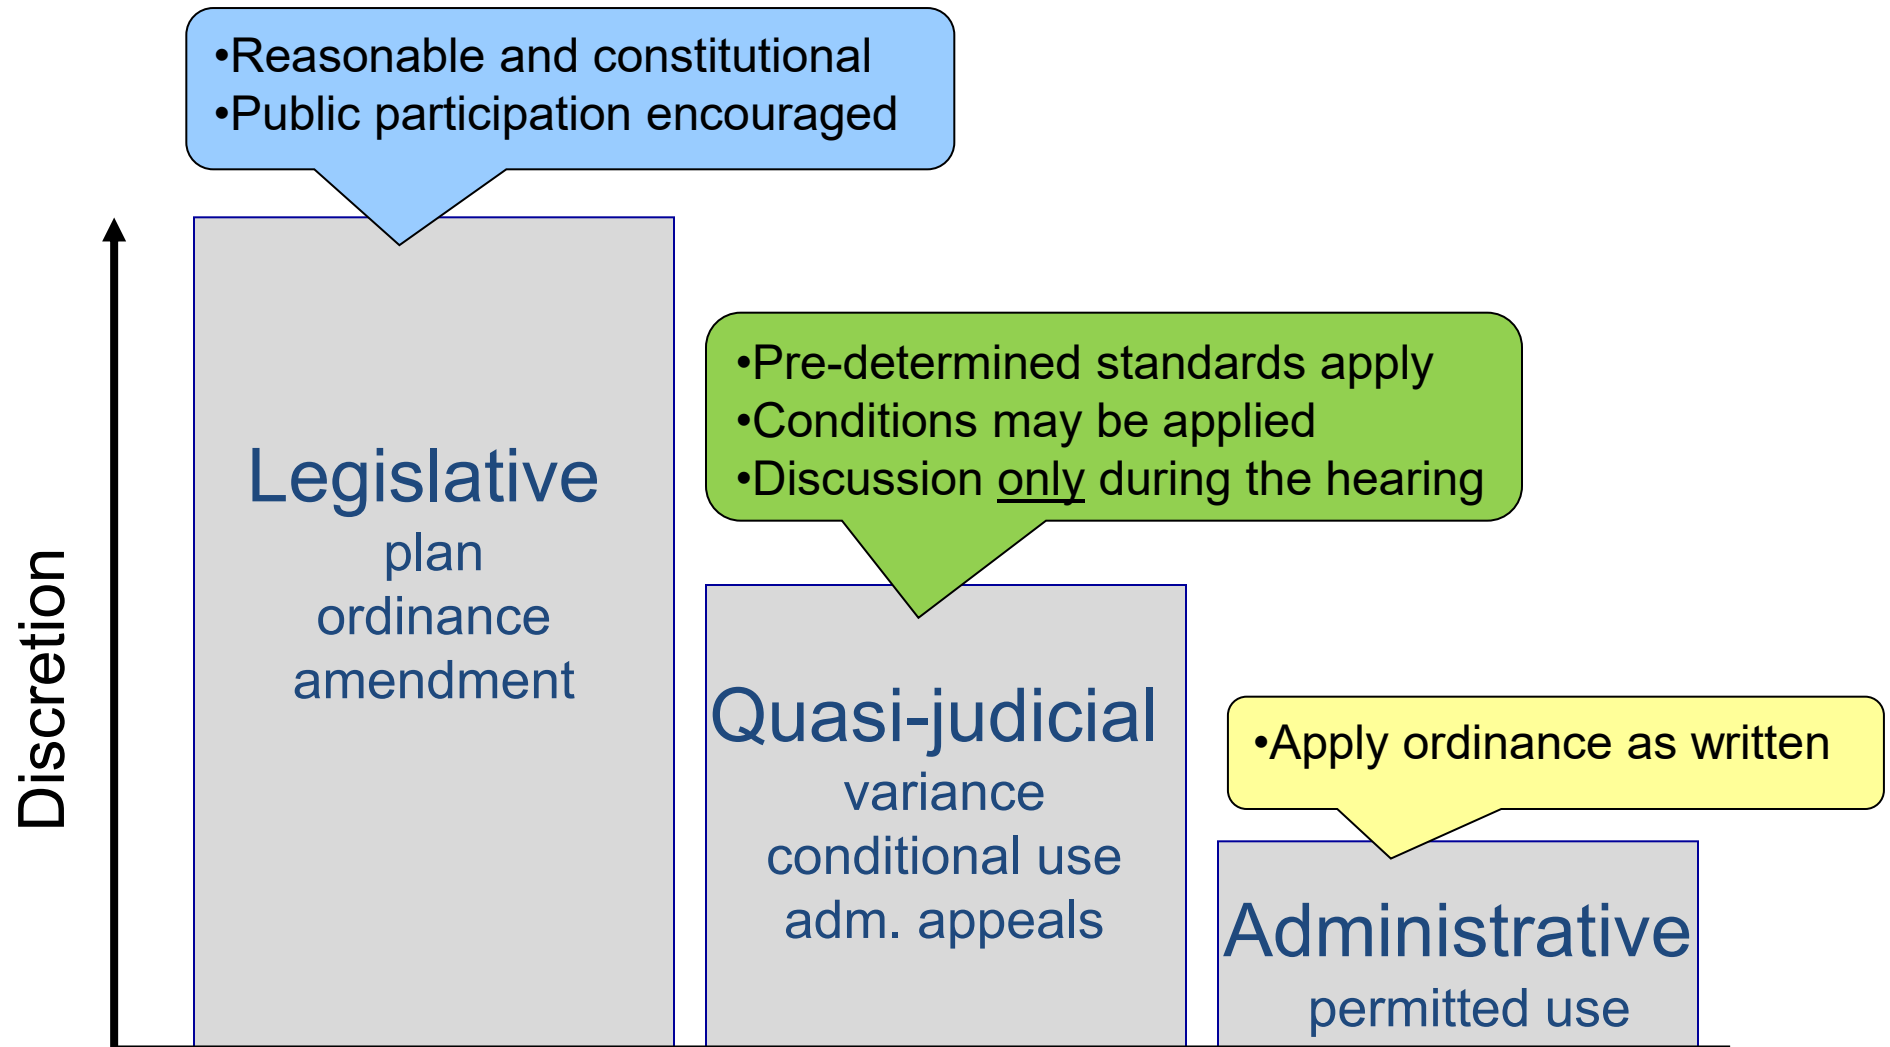 •Reasonable and constitutional
•Public participation encouraged
Discretion
Legislative
plan
ordinance
amendment
•Pre-determined standards apply
•Conditions may be applied
•Discussion only during the hearing
Quasi-judicial
variance
conditional use
adm. appeals
•Apply ordinance as written
Administrative
permitted use